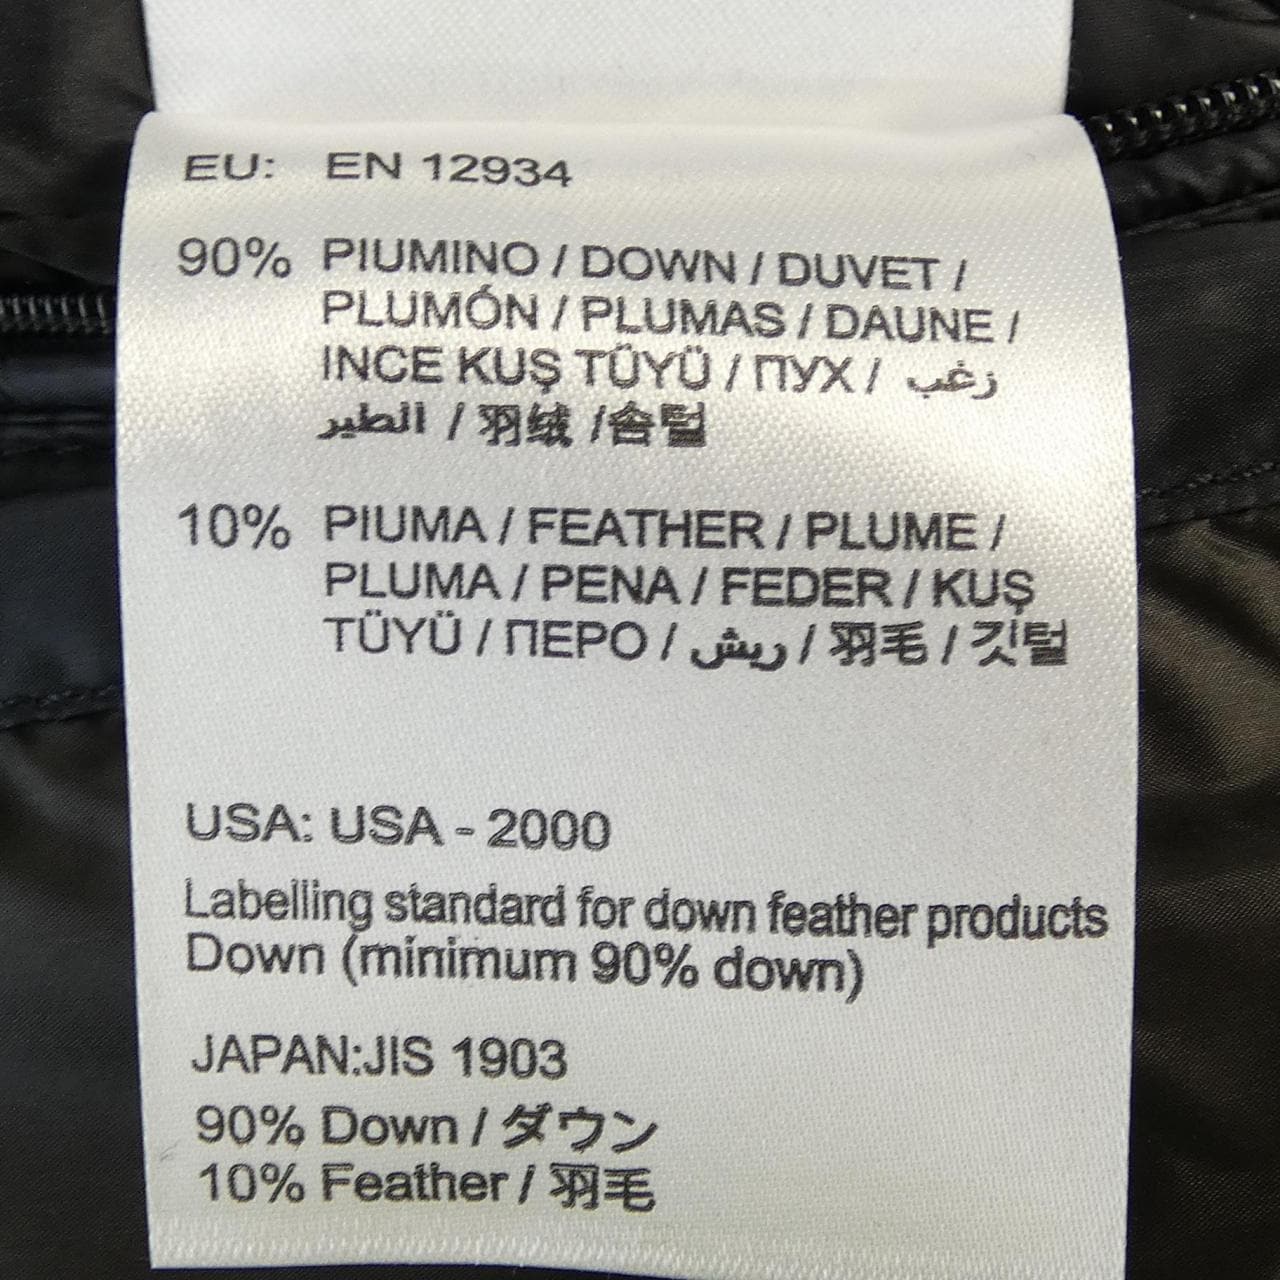 EU: EN 12934
90% PIUMINO / DOWN / DUVET /
PLUMÓN / PLUMAS / DAUNE /
INCE KUŞ TÜYÜ / ПУХ / زغب
الطير / 羽绒 /솜털
10% PIUMA / FEATHER / PLUME /
PLUMA / PENA / FEDER / KUŞ
TÜYÜ / ПЕРО / ريش / 羽毛 / 깃털
USA: USA - 2000
Labelling standard for down feather products
Down (minimum 90% down)
JAPAN:JIS 1903
90% Down / ダウン
10% Feather / 羽毛